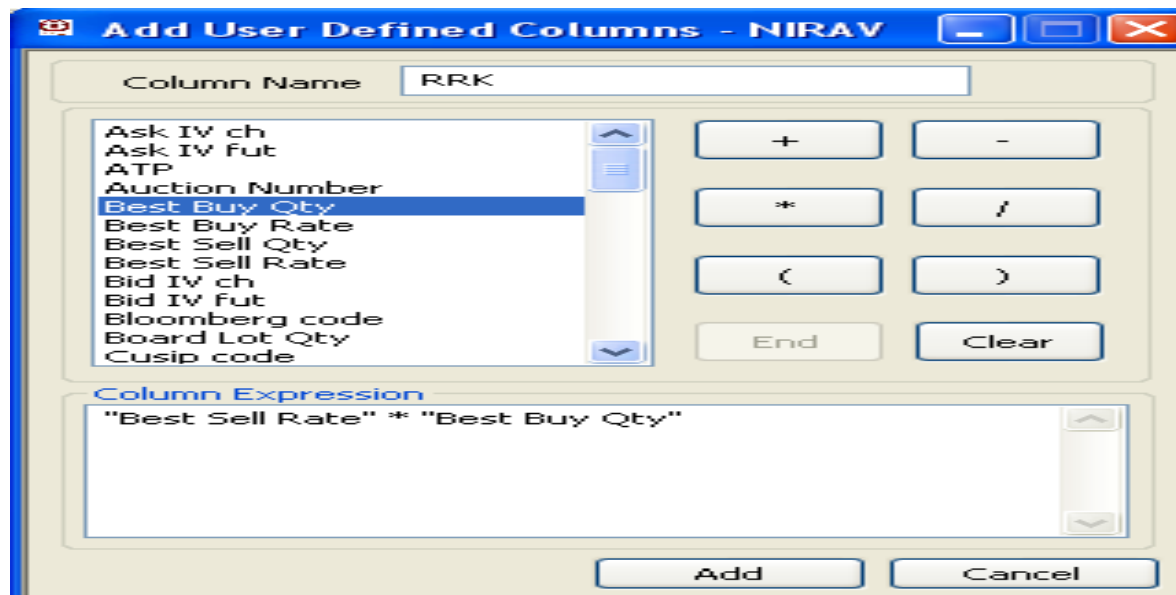 Add User Defined Columns - NIRAV
Column Name RRK
Ask IV ch
Ask IV fut
ATP
Auction Number
Best Buy Qty
Best Buy Rate
Best Sell Qty
Best Sell Rate
Bid IV ch
Bid IV fut
Bloomberg code
Board Lot Qty
Cusip code
+ -
* /
( )
End Clear
Column Expression
"Best Sell Rate" * "Best Buy Qty"
Add Cancel